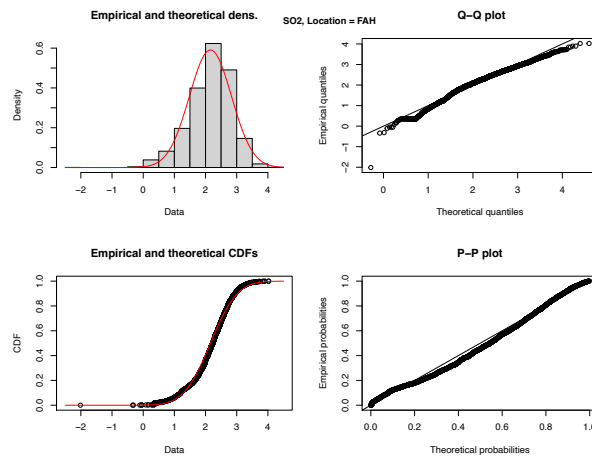 SO2, Location = FAH
Empirical and theoretical dens.
Density
0.0
0.2
0.4
0.6
−2 −1 0 1 2 3 4
Data
Q−Q plot
Empirical quantiles
−2
−1
0
1
2
3
4
0 1 2 3 4
Theoretical quantiles
Empirical and theoretical CDFs
CDF
0.0
0.2
0.4
0.6
0.8
1.0
−2 −1 0 1 2 3 4
Data
P−P plot
Empirical probabilities
0.0
0.2
0.4
0.6
0.8
1.0
0.0 0.2 0.4 0.6 0.8 1.0
Theoretical probabilities